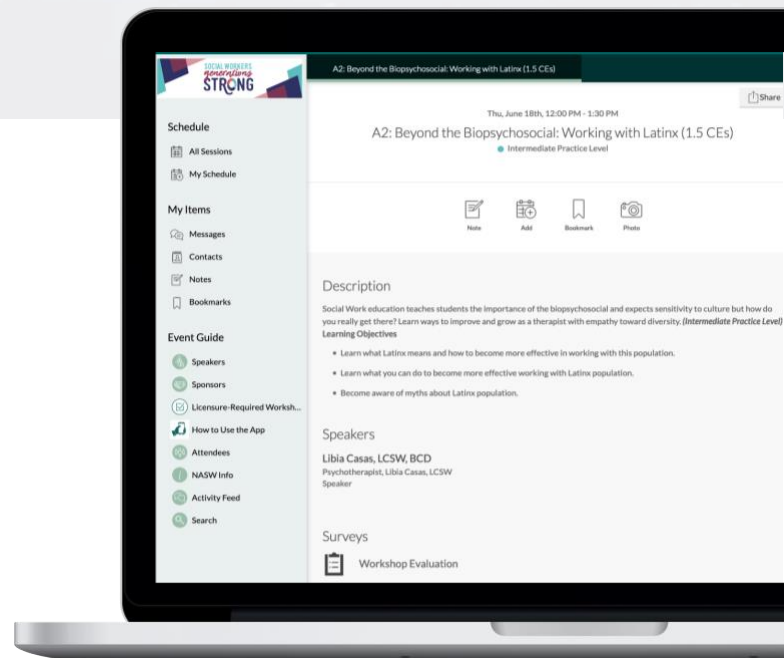 SOCIAL WORKERS
generations
STRONG
Schedule
All Sessions
My Schedule
My Items
Messages
Contacts
Notes
Bookmarks
Event Guide
Speakers
Sponsors
Licensure-Required Worksh...
How to Use the App
Attendees
NASW Info
Activity Feed
Search
A2: Beyond the Biopsychosocial: Working with Latinx (1.5 CEs)
Share
Thu, June 18th, 12:00 PM - 1:30 PM
A2: Beyond the Biopsychosocial: Working with Latinx (1.5 CEs)
Intermediate Practice Level
Note
Add
Bookmark
Photo
Description
Social Work education teaches students the importance of the biopsychosocial and expects sensitivity to culture but how do
you really get there? Learn ways to improve and grow as a therapist with empathy toward diversity. (Intermediate Practice Level)
Learning Objectives
• Learn what Latinx means and how to become more effective in working with this population.
• Learn what you can do to become more effective working with Latinx population.
• Become aware of myths about Latinx population.
Speakers
Libia Casas, LCSW, BCD
Psychotherapist, Libia Casas, LCSW
Speaker
Surveys
Workshop Evaluation